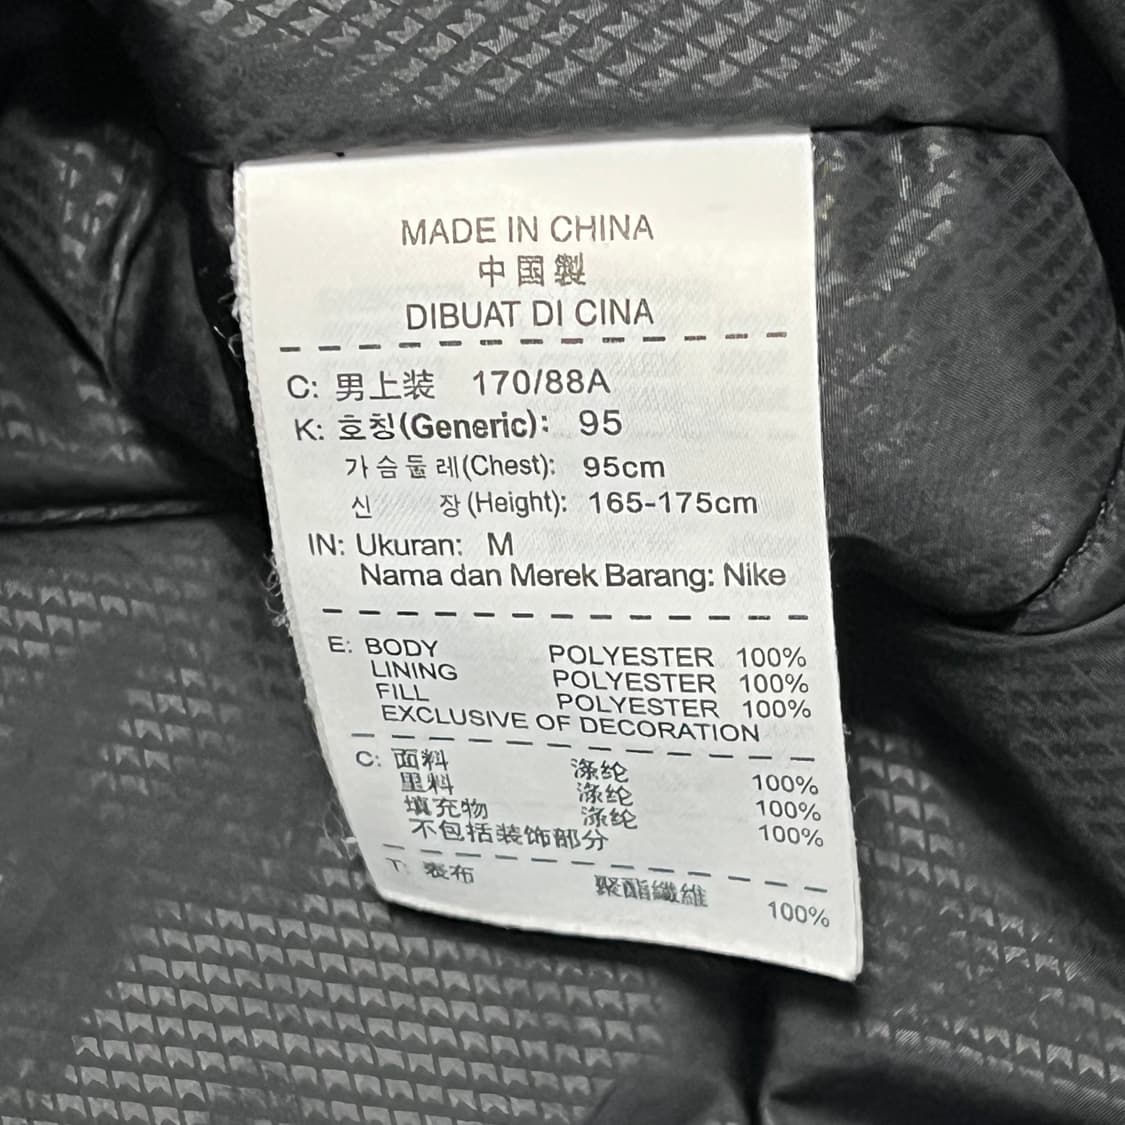 MADE IN CHINA
中国製
DIBUAT DI CINA
C: 男上装 170/88A
K: 호칭(Generic): 95
가슴둘레(Chest): 95cm
신 장(Height): 165-175cm
IN: Ukuran: M
Nama dan Merek Barang: Nike
E: BODY POLYESTER 100%
LINING POLYESTER 100%
FILL POLYESTER 100%
EXCLUSIVE OF DECORATION
C: 面料 涤纶 100%
里料 涤纶 100%
填充物 涤纶 100%
不包括装饰部分
T: 表布 聚酯纖維 100%